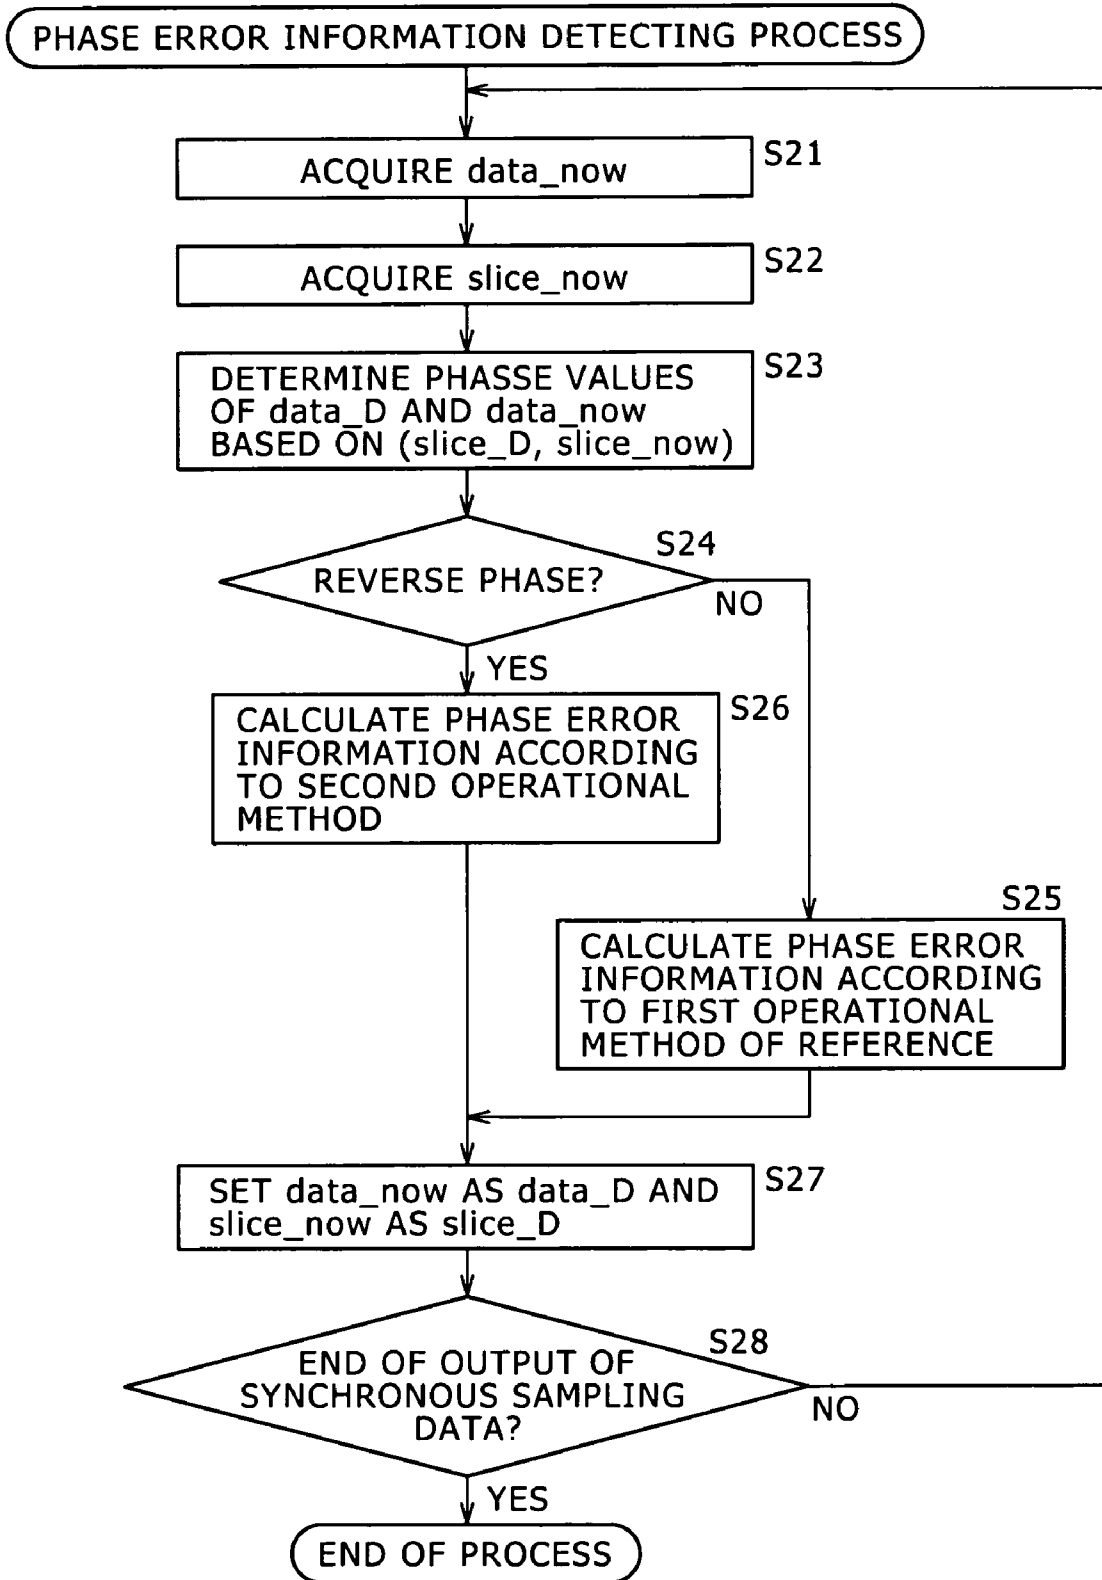 PHASE ERROR INFORMATION DETECTING PROCESS
ACQUIRE data_now
S21
ACQUIRE slice_now
S22
DETERMINE PHASSE VALUES
OF data_D AND data_now
BASED ON (slice_D, slice_now)
S23
REVERSE PHASE?
S24
NO
YES
CALCULATE PHASE ERROR
INFORMATION ACCORDING
TO SECOND OPERATIONAL
METHOD
S26
S25
CALCULATE PHASE ERROR
INFORMATION ACCORDING
TO FIRST OPERATIONAL
METHOD OF REFERENCE
SET data_now AS data_D AND
slice_now AS slice_D
S27
END OF OUTPUT OF
SYNCHRONOUS SAMPLING
DATA?
S28
NO
YES
END OF PROCESS